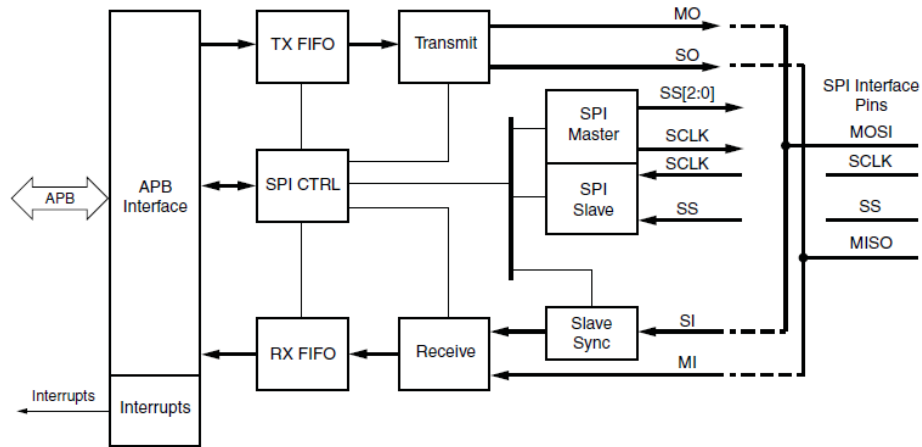 MO
TX FIFO
Transmit
SO
SS[2:0]
SPI Interface
Pins
SPI
Master
MOSI
SCLK
SCLK
SCLK
APB
APB
Interface
SPI CTRL
SPI
Slave
SS
SS
MISO
SI
Slave
Sync
RX FIFO
Receive
MI
Interrupts
Interrupts